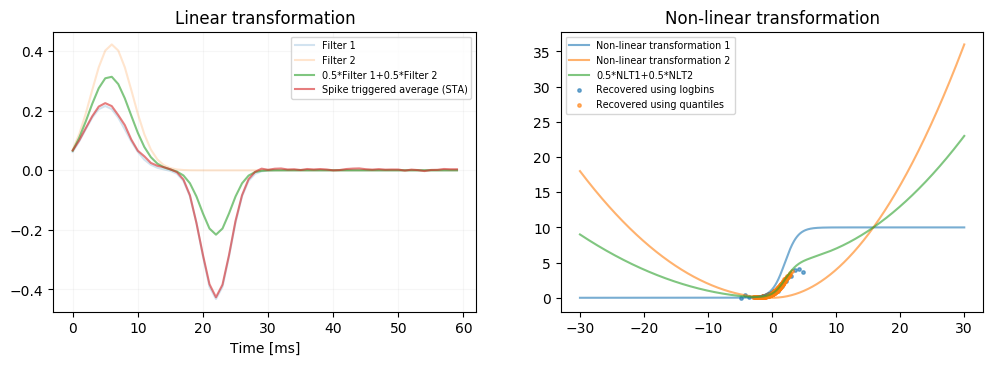 Linear transformation
0.4
0.2
0.0
−0.2
−0.4
0
10
20
30
40
50
60
Time [ms]
Filter 1
Filter 2
0.5*Filter 1+0.5*Filter 2
Spike triggered average (STA)
Non-linear transformation
35
30
25
20
15
10
5
0
−30
−20
−10
0
10
20
30
Non-linear transformation 1
Non-linear transformation 2
0.5*NLT1+0.5*NLT2
Recovered using logbins
Recovered using quantiles